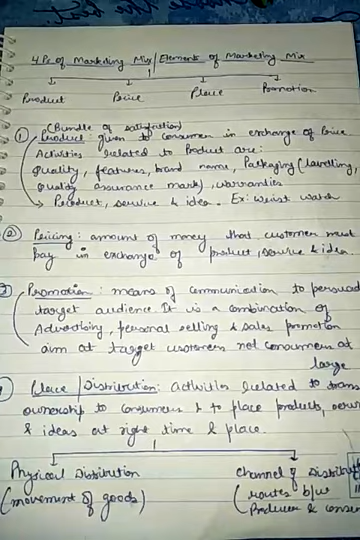 4 Ps of Marketing Mix/Elements of Marketing Mix
Product Price Place Promotion
(Bundle of satisfaction)
① Product: given to consumer in exchange of Price
Activities related to Product are:
Quality, features, brand name, Packaging (labelling,
Quality assurance mark), warranties
→ Product, service & idea. Ex: wrist watch
② Pricing: amount of money that customer must
pay in exchange of product, service & idea.
③ Promotion: means of communication to persuad
target audience. It is a combination of
Advertising, personal selling & sales promotion
aim at target customers not consumers at
large
Place/Distribution: Activities related to trans
ownership to consumers & to place products,
& ideas at right time & place.
Physical Distribution Channel of Distribut
(movement of goods) (routes b/w
Producer & consu